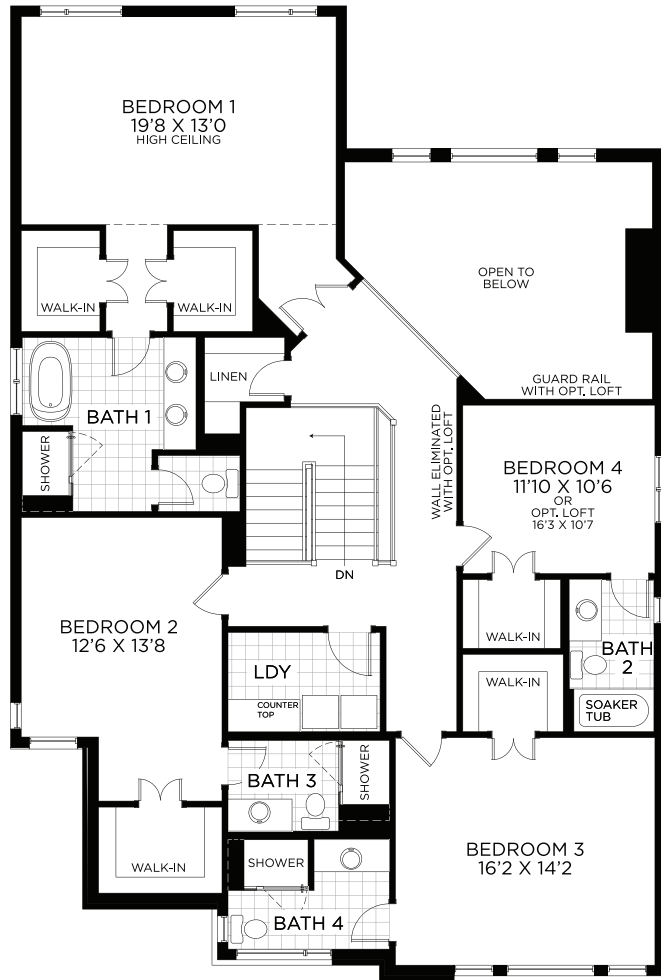 BEDROOM 1
19'8 X 13'0
HIGH CEILING
OPEN TO
BELOW
WALK-IN
WALK-IN
LINEN
GUARD RAIL
WITH OPT. LOFT
BATH 1
SHOWER
WALL ELIMINATED
WITH OPT. LOFT
BEDROOM 4
11'10 X 10'6
OR
OPT. LOFT
16'3 X 10'7
DN
BEDROOM 2
12'6 X 13'8
WALK-IN
BATH
2
LDY
WALK-IN
COUNTER
TOP
SOAKER
TUB
BATH 3
SHOWER
WALK-IN
SHOWER
BEDROOM 3
16'2 X 14'2
BATH 4